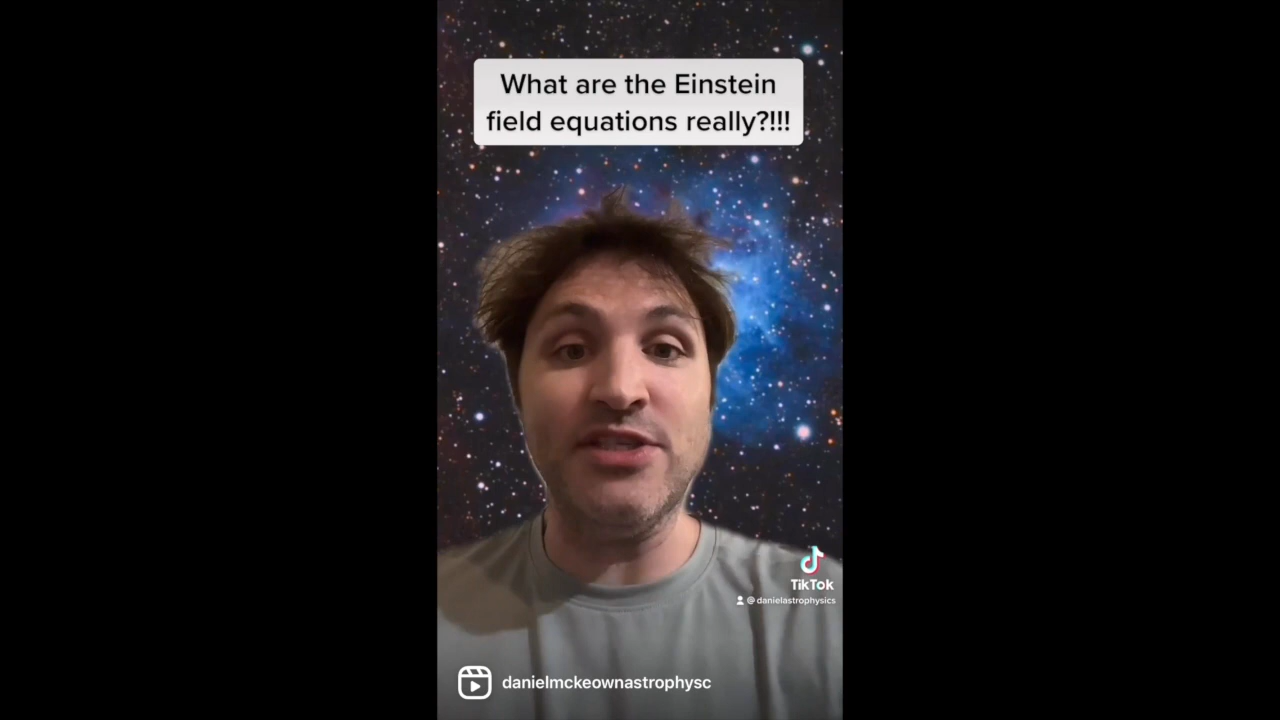 What are the Einstein
field equations really?!!!
TikTok
@danielastrophysics
danielmckeownastrophysc